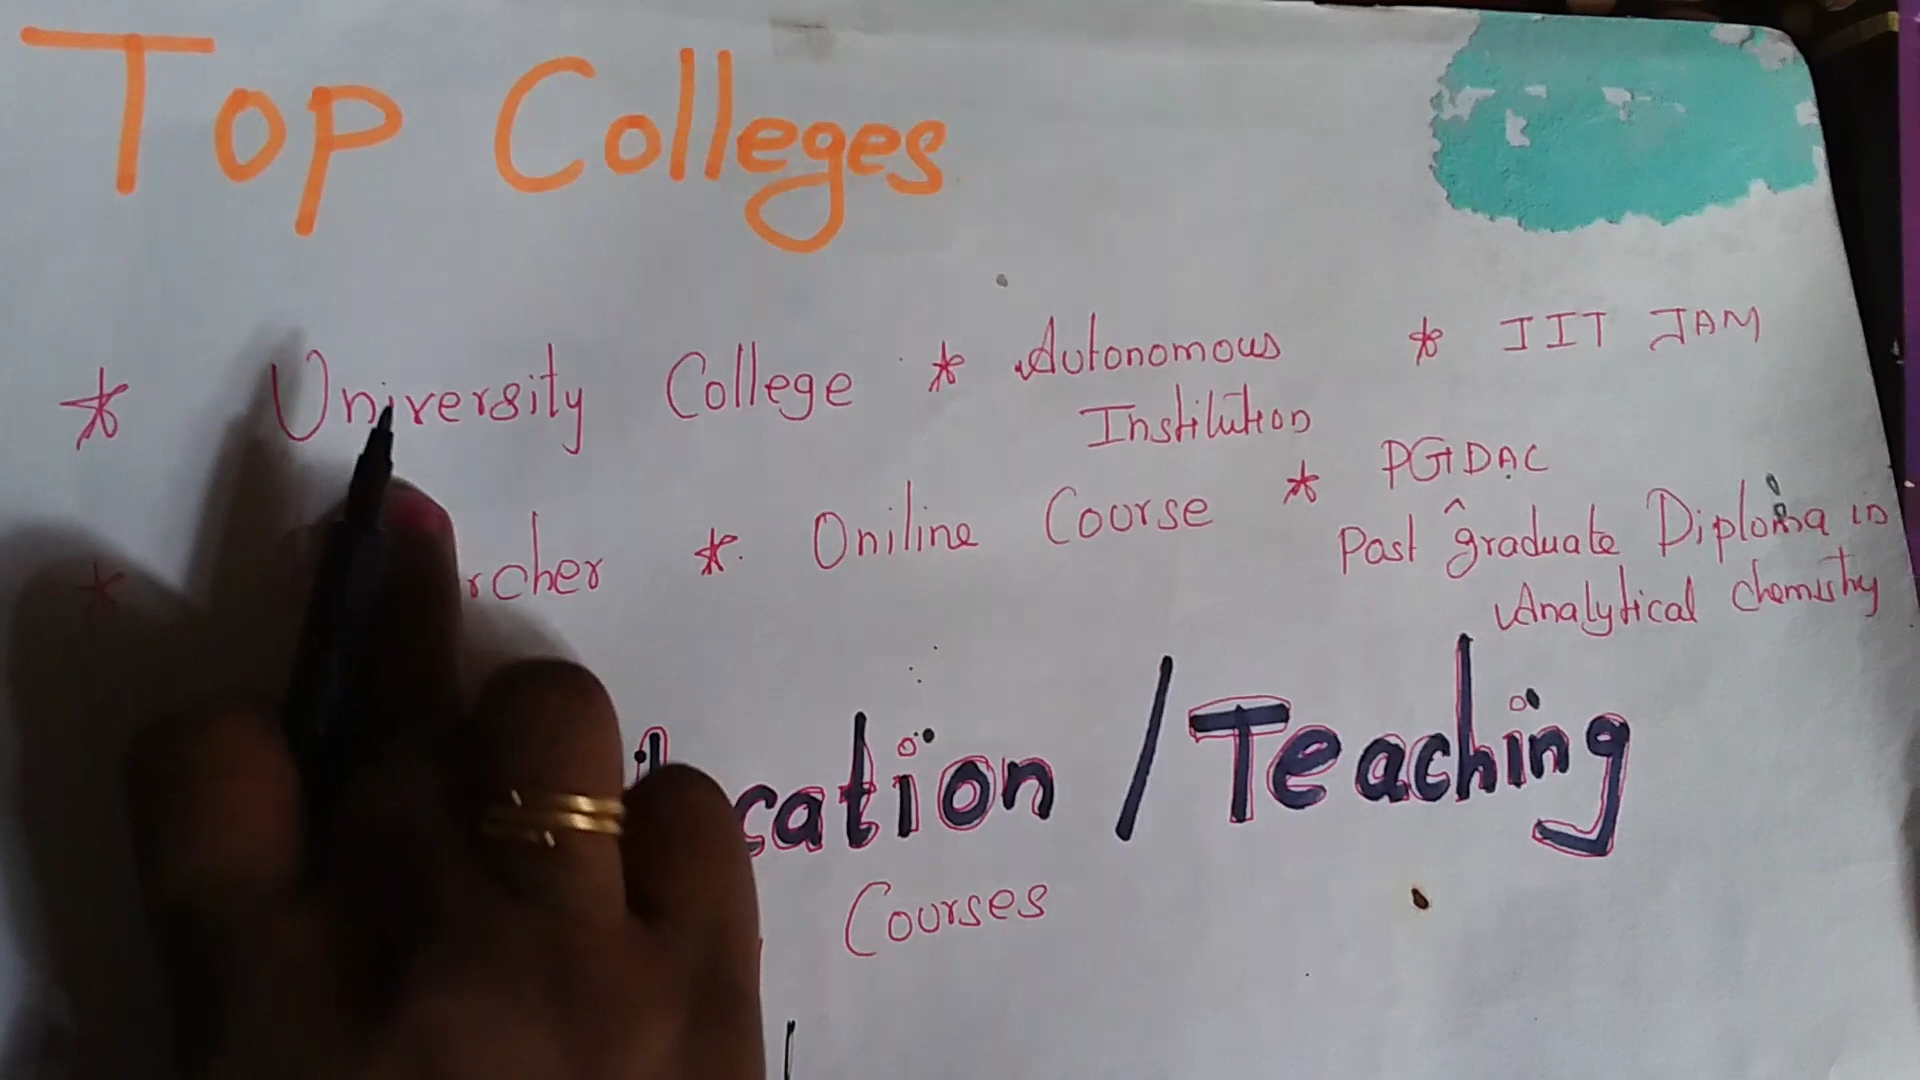 Top Colleges
* University College * Autonomous Institution * IIT JAM
* rcher * Oniline Course * PGDAC
Post graduate Diploma in
Analytical chemistry
cation / Teaching
Courses